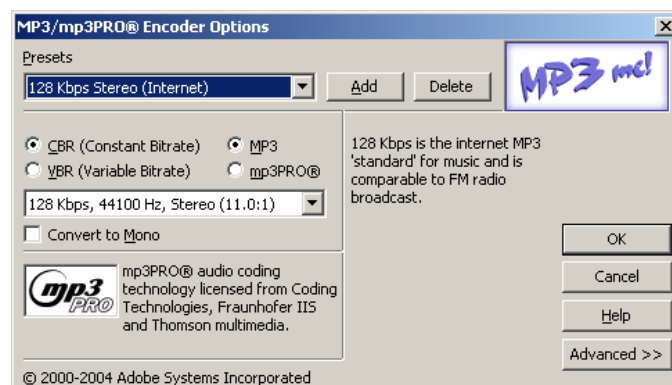 MP3/mp3PRO® Encoder Options
Presets
128 Kbps Stereo (Internet)
Add
Delete
MP3 me!
CBR (Constant Bitrate)
MP3
VBR (Variable Bitrate)
mp3PRO®
128 Kbps, 44100 Hz, Stereo (11.0:1)
Convert to Mono
128 Kbps is the internet MP3
'standard' for music and is
comparable to FM radio
broadcast.
mp3
PRO
mp3PRO® audio coding
technology licensed from Coding
Technologies, Fraunhofer IIS
and Thomson multimedia.
OK
Cancel
Help
Advanced >>
© 2000-2004 Adobe Systems Incorporated